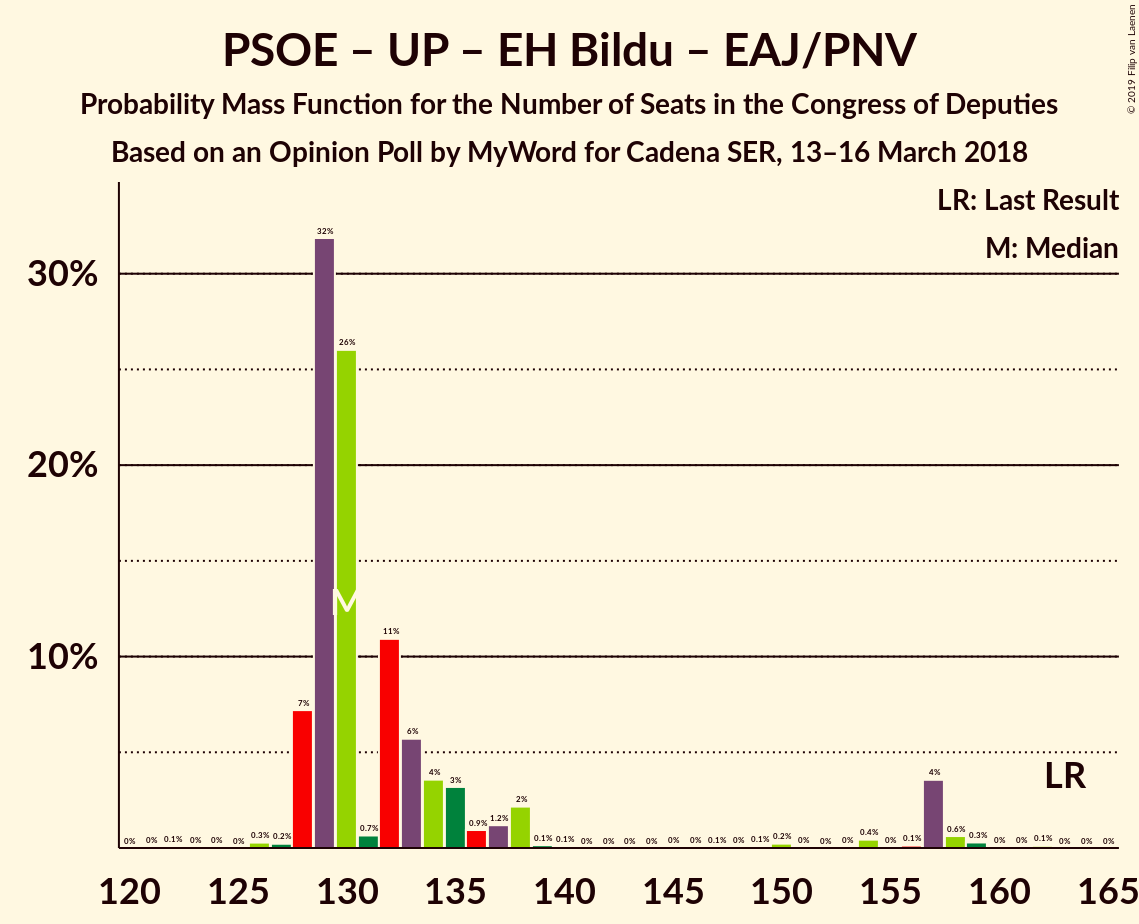 PSOE – UP – EH Bildu – EAJ/PNV
Probability Mass Function for the Number of Seats in the Congress of Deputies
Based on an Opinion Poll by MyWord for Cadena SER, 13–16 March 2018
© 2019 Filip van Laenen
LR: Last Result
M: Median
30%
20%
10%
0% 0% 0.1% 0% 0% 0% 0.3% 0.2% 7% 32% 26% 0.7% 11% 6% 4% 3% 0.9% 1.2% 2% 0.1% 0.1% 0% 0% 0% 0% 0% 0% 0.1% 0% 0.1% 0.2% 0% 0% 0% 0.4% 0% 0.1% 4% 0.6% 0.3% 0% 0% 0.1% 0% 0% 0%
M
LR
120 125 130 135 140 145 150 155 160 165